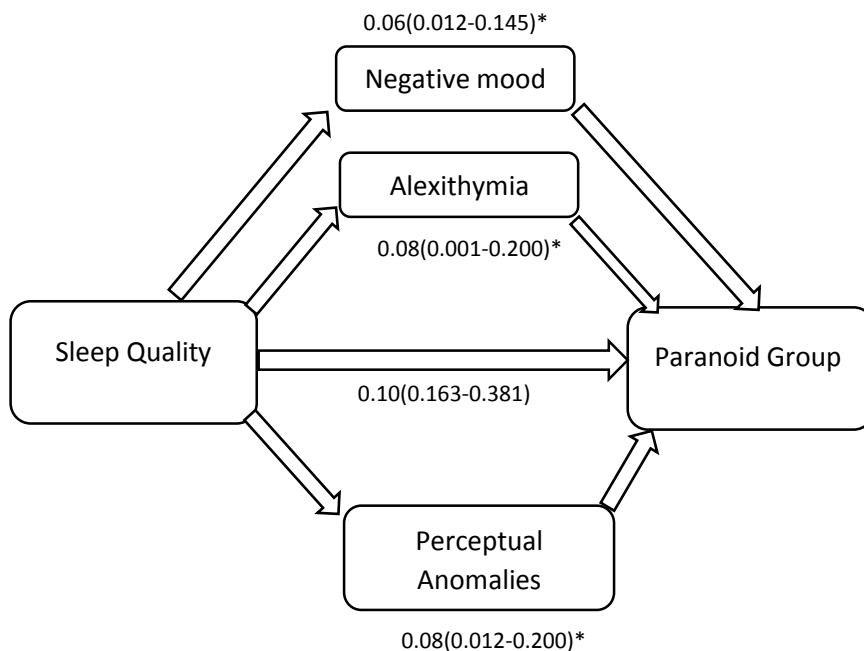 0.06(0.012-0.145)*
Negative mood
Alexithymia
0.08(0.001-0.200)*
Sleep Quality
Paranoid Group
0.10(0.163-0.381)
Perceptual
Anomalies
0.08(0.012-0.200)*